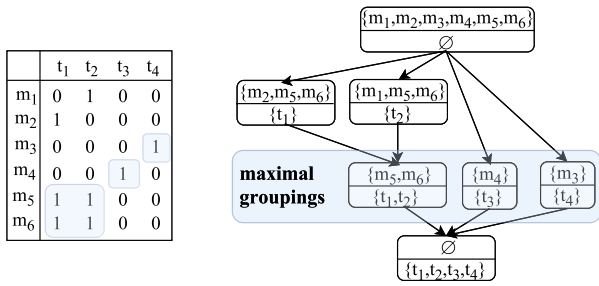 t1 t2 t3 t4
m1 0 1 0 0
m2 1 0 0 0
m3 0 0 0 1
m4 0 0 1 0
m5 1 1 0 0
m6 1 1 0 0
{m1,m2,m3,m4,m5,m6}
∅
{m2,m5,m6}
{t1}
{m1,m5,m6}
{t2}
maximal
groupings
{m5,m6}
{t1,t2}
{m4}
{t3}
{m3}
{t4}
∅
{t1,t2,t3,t4}